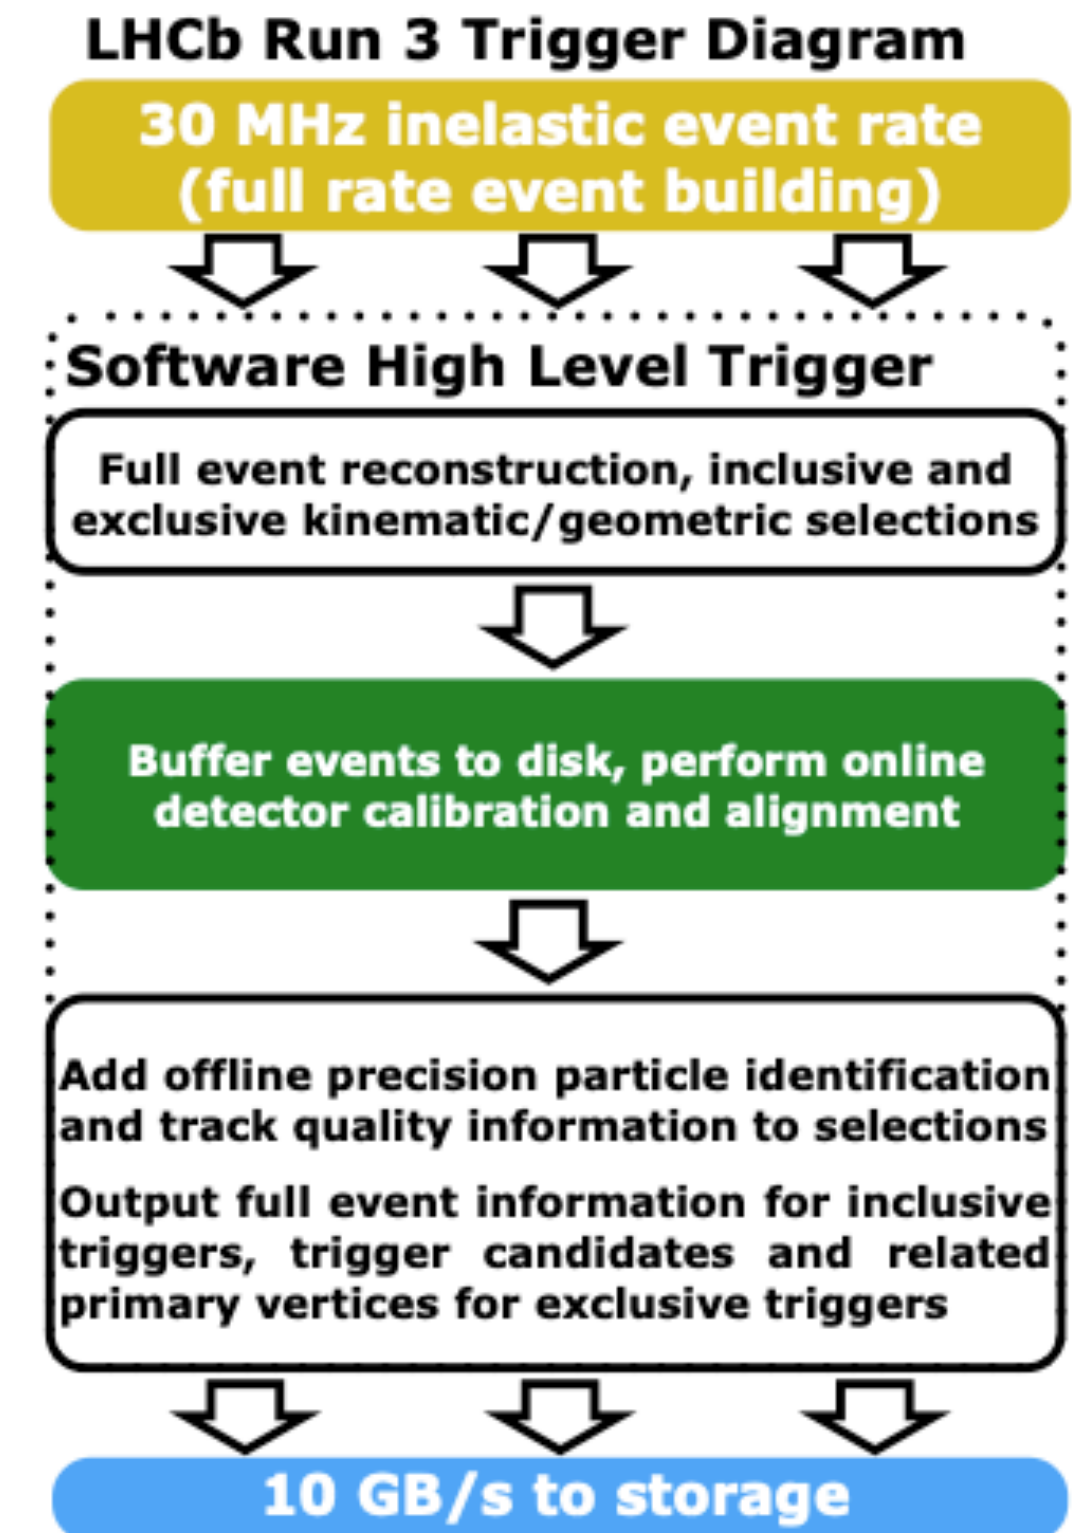 LHCb Run 3 Trigger Diagram
30 MHz inelastic event rate
(full rate event building)
Software High Level Trigger
Full event reconstruction, inclusive and
exclusive kinematic/geometric selections
Buffer events to disk, perform online
detector calibration and alignment
Add offline precision particle identification
and track quality information to selections
Output full event information for inclusive
triggers, trigger candidates and related
primary vertices for exclusive triggers
10 GB/s to storage